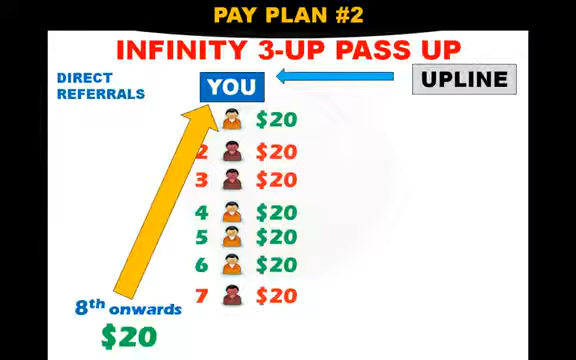 PAY PLAN #2
INFINITY 3-UP PASS UP
DIRECT
REFERRALS
YOU
UPLINE
$20
2 $20
3 $20
4 $20
5 $20
6 $20
7 $20
8th onwards
$20